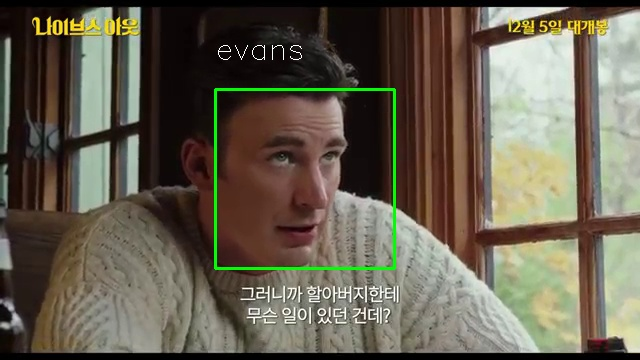 나이브스 아웃
12월 5일 대개봉
evans
그러니까 할아버지한테
무슨 일이 있던 건데?